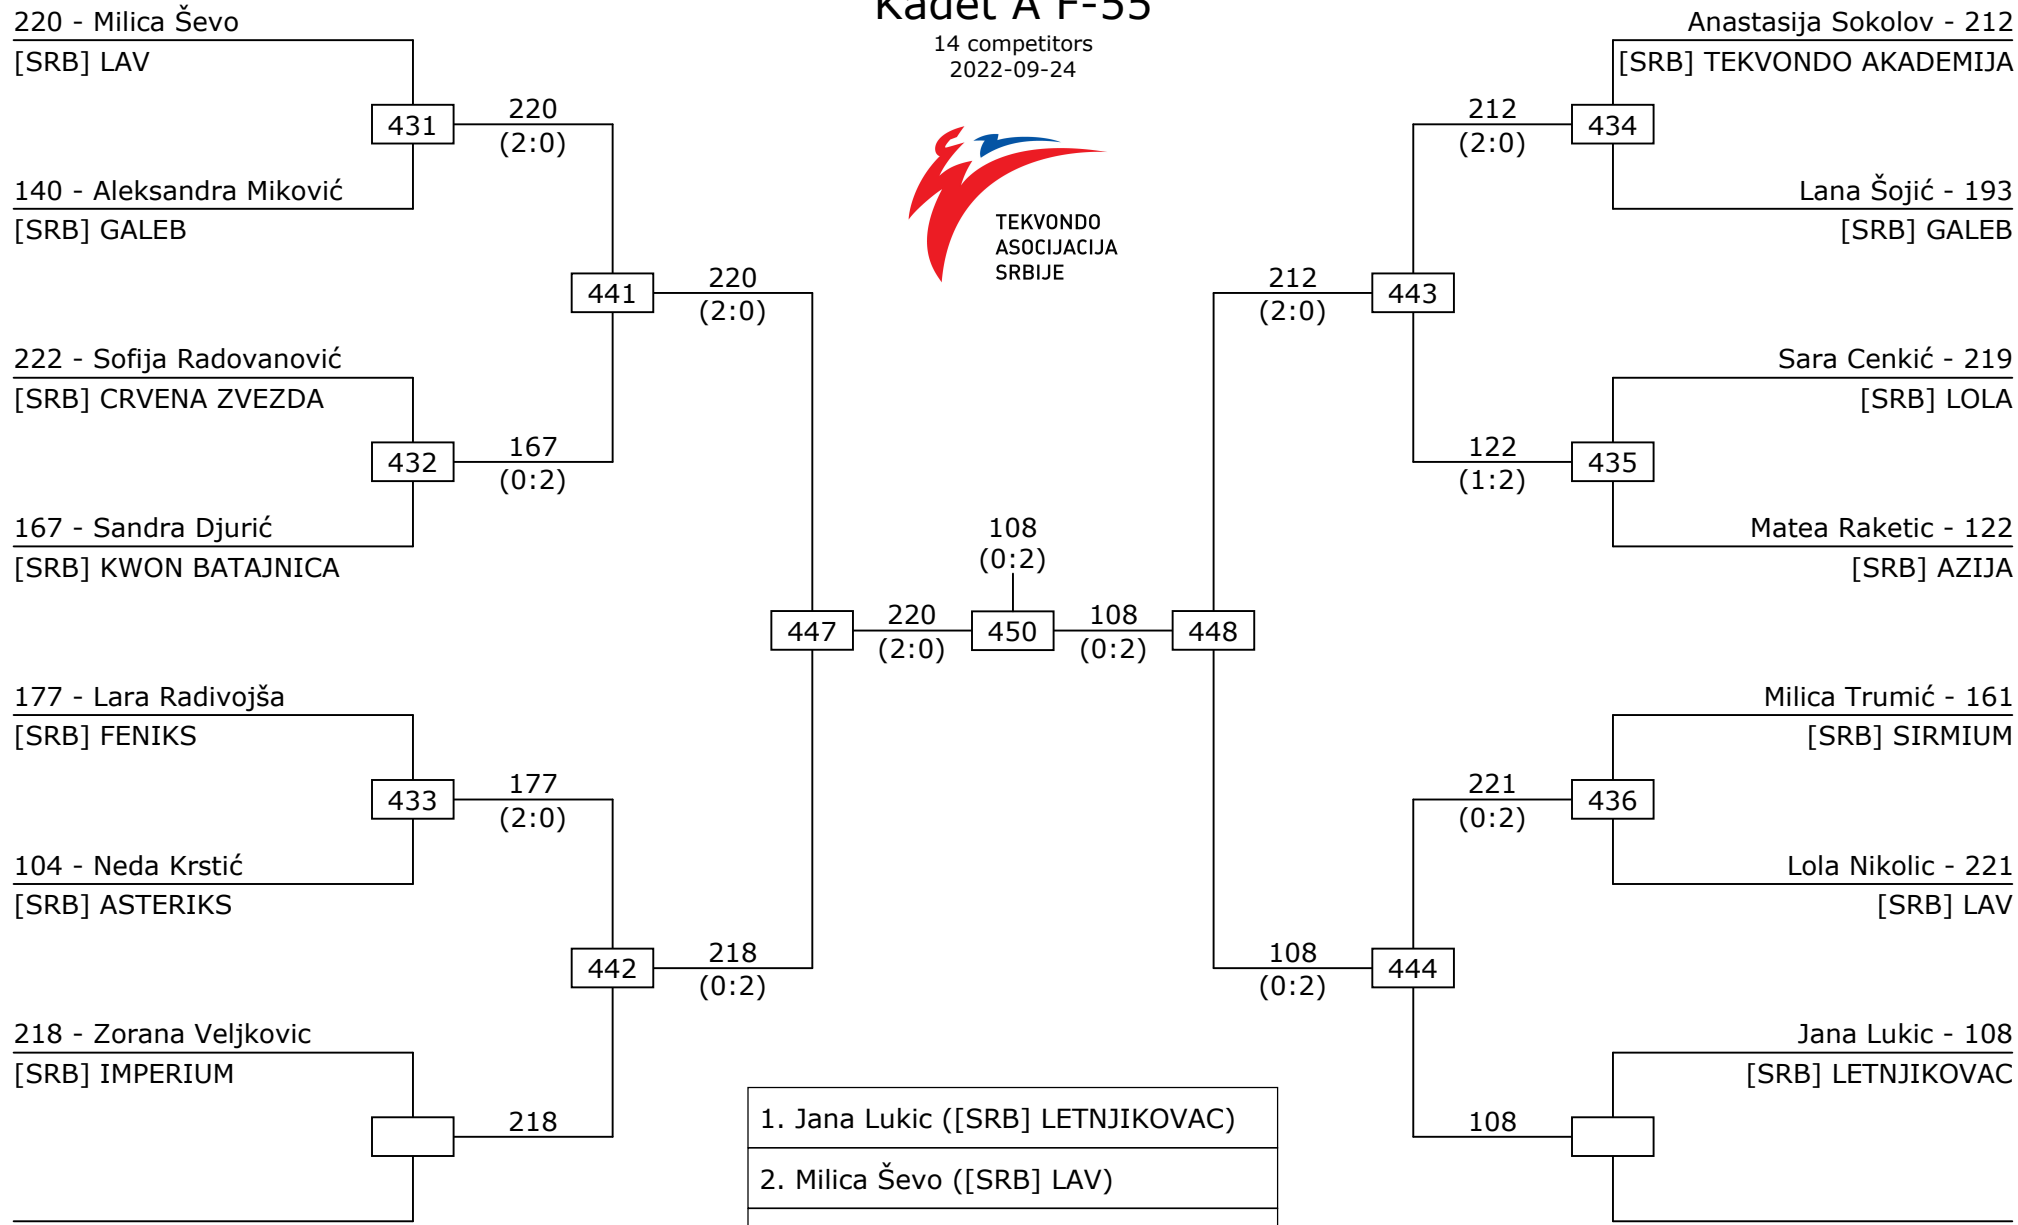 Kadet A F-55
14 competitors
2022-09-24
TEKVONDO
ASOCIJACIJA
SRBIJE
220 - Milica Ševo
[SRB] LAV
431
220
(2:0)
140 - Aleksandra Miković
[SRB] GALEB
441
220
(2:0)
222 - Sofija Radovanović
[SRB] CRVENA ZVEZDA
432
167
(0:2)
167 - Sandra Djurić
[SRB] KWON BATAJNICA
447
220
(2:0)
177 - Lara Radivojša
[SRB] FENIKS
433
177
(2:0)
104 - Neda Krstić
[SRB] ASTERIKS
442
218
(0:2)
218 - Zorana Veljkovic
[SRB] IMPERIUM
218
108
(0:2)
450
Anastasija Sokolov - 212
[SRB] TEKVONDO AKADEMIJA
212
(2:0)
434
Lana Šojić - 193
[SRB] GALEB
212
(2:0)
443
Sara Cenkić - 219
[SRB] LOLA
122
(1:2)
435
Matea Raketic - 122
[SRB] AZIJA
108
(0:2)
448
Milica Trumić - 161
[SRB] SIRMIUM
221
(0:2)
436
Lola Nikolic - 221
[SRB] LAV
108
(0:2)
444
Jana Lukic - 108
[SRB] LETNJIKOVAC
108
1. Jana Lukic ([SRB] LETNJIKOVAC)
2. Milica Ševo ([SRB] LAV)